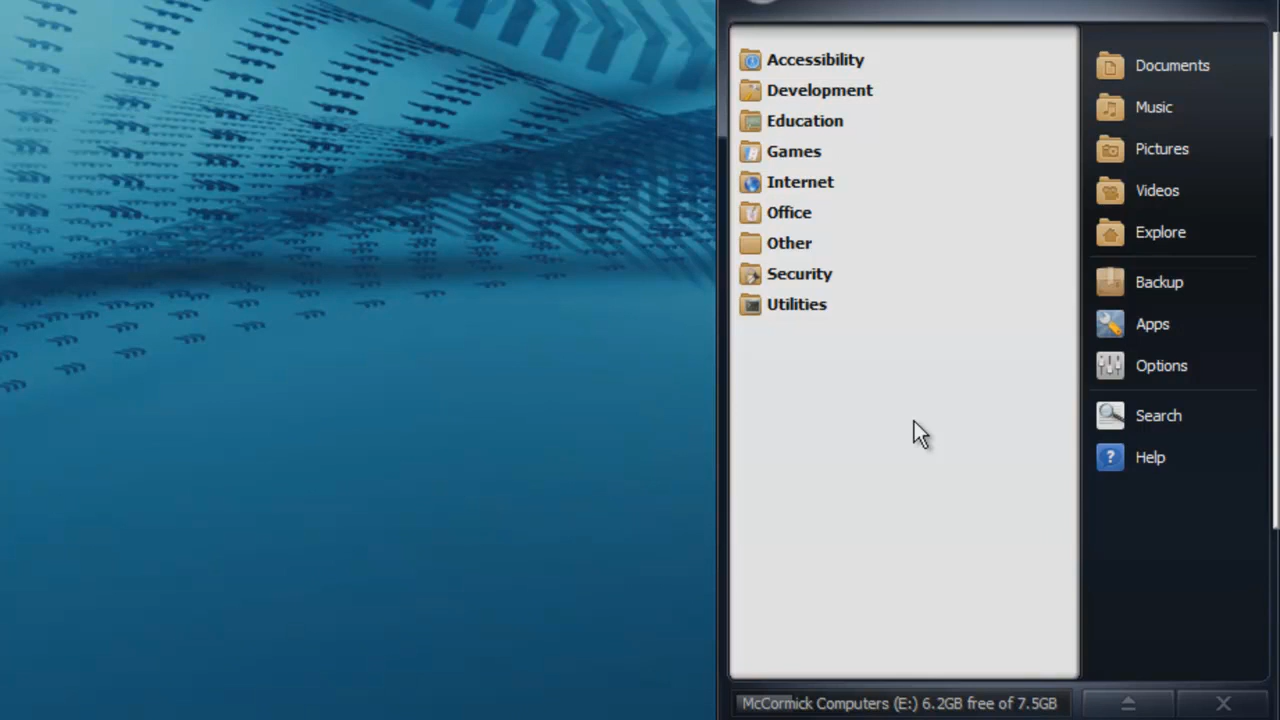 Accessibility
Development
Education
Games
Internet
Office
Other
Security
Utilities
Documents
Music
Pictures
Videos
Explore
Backup
Apps
Options
Search
Help
McCormick Computers (E:) 6.2GB free of 7.5GB